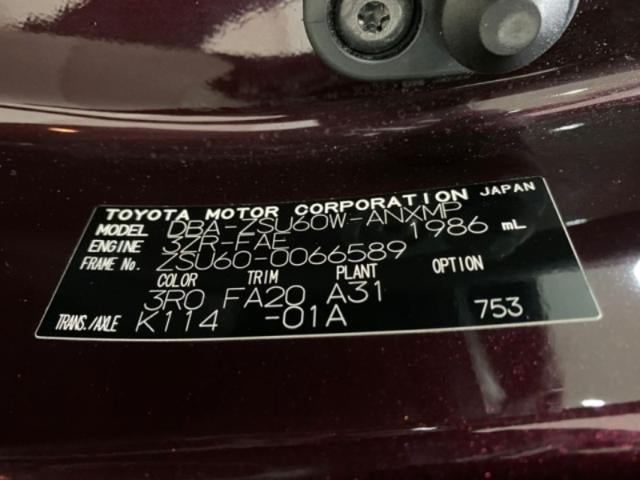 TOYOTA MOTOR CORPORATION JAPAN
MODEL DBA-ZSU60W-ANXMP
ENGINE 3ZR-FAE 1986 mL
FRAME No. ZSU60-0066589
COLOR TRIM PLANT OPTION
3R0 FA20 A31
TRANS./AXLE K114 -01A 753